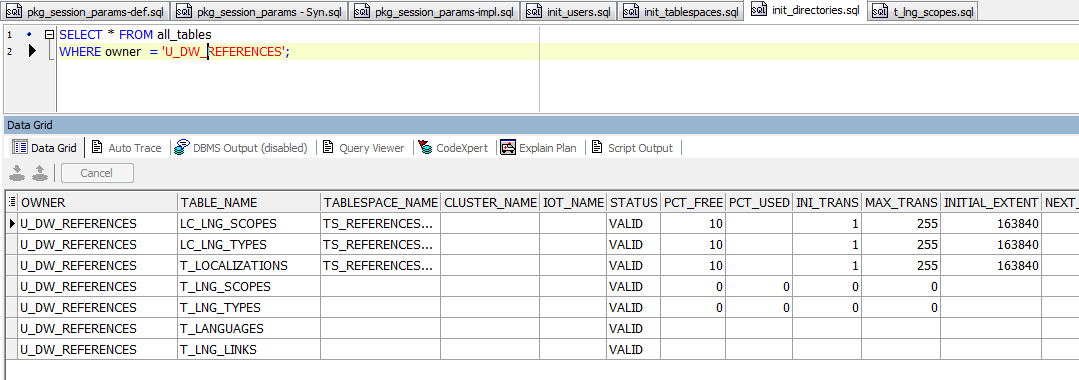 pkg_session_params-def.sql pkg_session_params - Syn.sql pkg_session_params-impl.sql init_users.sql init_tablespaces.sql init_directories.sql t_lng_scopes.sql
1 SELECT * FROM all_tables
2 WHERE owner = 'U_DW_REFERENCES';
Data Grid
Data Grid Auto Trace DBMS Output (disabled) Query Viewer CodeXpert Explain Plan Script Output
Cancel
OWNER TABLE_NAME TABLESPACE_NAME CLUSTER_NAME IOT_NAME STATUS PCT_FREE PCT_USED INI_TRANS MAX_TRANS INITIAL_EXTENT NEXT_
U_DW_REFERENCES LC_LNG_SCOPES TS_REFERENCES... VALID 10 1 255 163840
U_DW_REFERENCES LC_LNG_TYPES TS_REFERENCES... VALID 10 1 255 163840
U_DW_REFERENCES T_LOCALIZATIONS TS_REFERENCES... VALID 10 1 255 163840
U_DW_REFERENCES T_LNG_SCOPES VALID 0 0 0 0
U_DW_REFERENCES T_LNG_TYPES VALID 0 0 0 0
U_DW_REFERENCES T_LANGUAGES VALID
U_DW_REFERENCES T_LNG_LINKS VALID